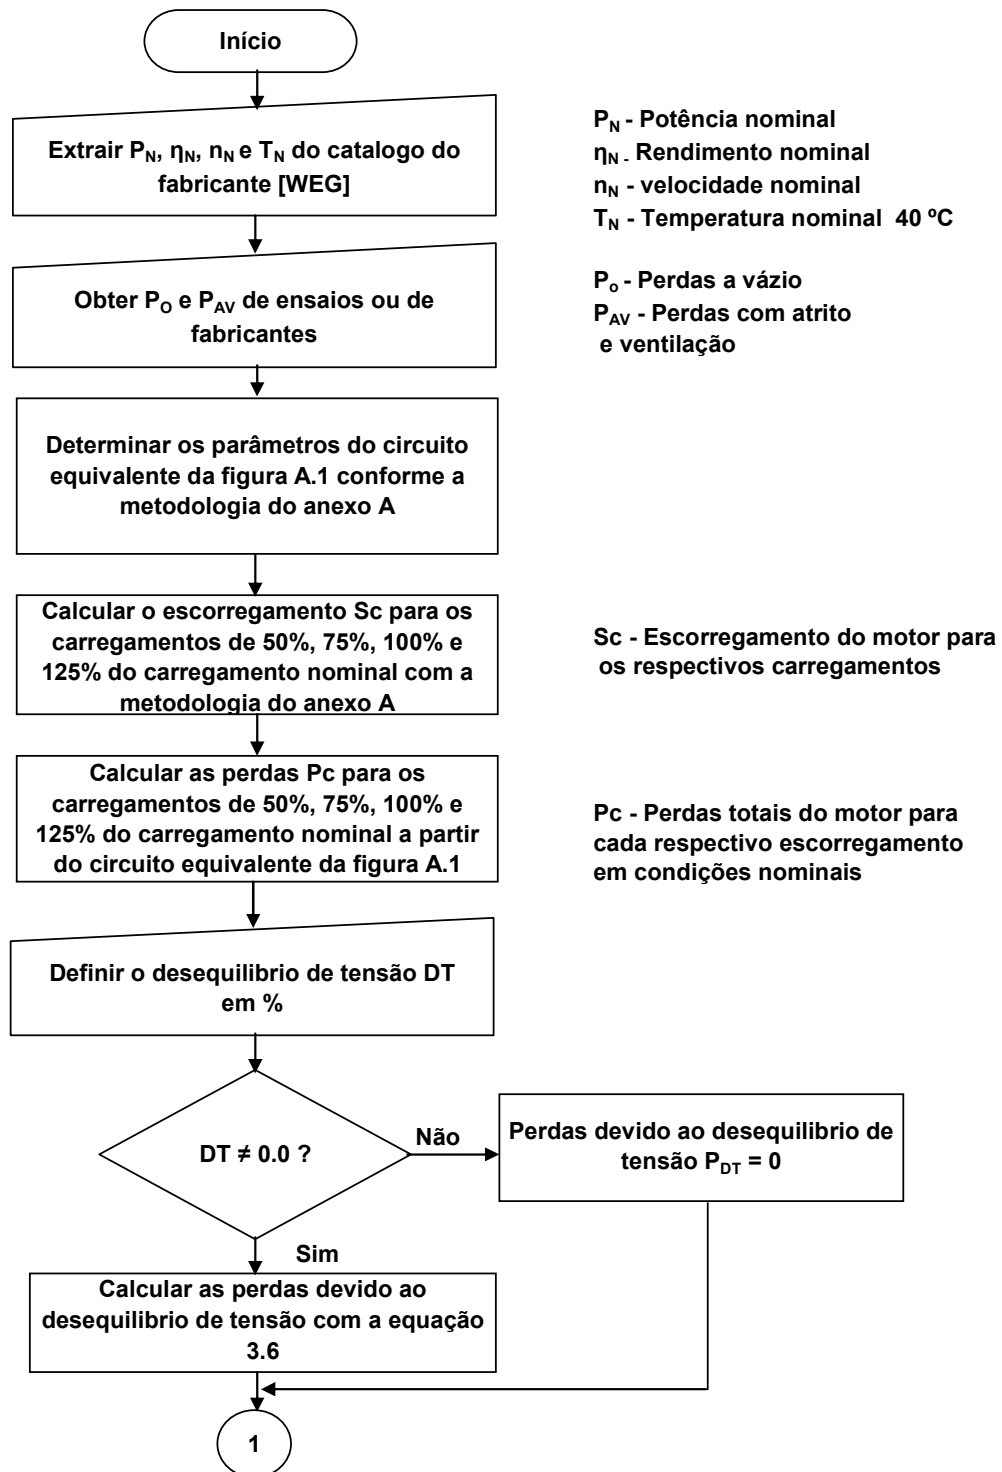 Início
Extrair P_N, η_N, n_N e T_N do catalogo do
fabricante [WEG]
P_N - Potência nominal
η_N - Rendimento nominal
n_N - velocidade nominal
T_N - Temperatura nominal 40 ºC
Obter P_O e P_AV de ensaios ou de
fabricantes
P_o - Perdas a vázio
P_AV - Perdas com atrito
e ventilação
Determinar os parâmetros do circuito
equivalente da figura A.1 conforme a
metodologia do anexo A
Calcular o escorregamento Sc para os
carregamentos de 50%, 75%, 100% e
125% do carregamento nominal com a
metodologia do anexo A
Sc - Escorregamento do motor para
os respectivos carregamentos
Calcular as perdas Pc para os
carregamentos de 50%, 75%, 100% e
125% do carregamento nominal a partir
do circuito equivalente da figura A.1
Pc - Perdas totais do motor para
cada respectivo escorregamento
em condições nominais
Definir o desequilibrio de tensão DT
em %
DT ≠ 0.0 ?
Não
Perdas devido ao desequilibrio de
tensão P_DT = 0
Sim
Calcular as perdas devido ao
desequilibrio de tensão com a equação
3.6
1